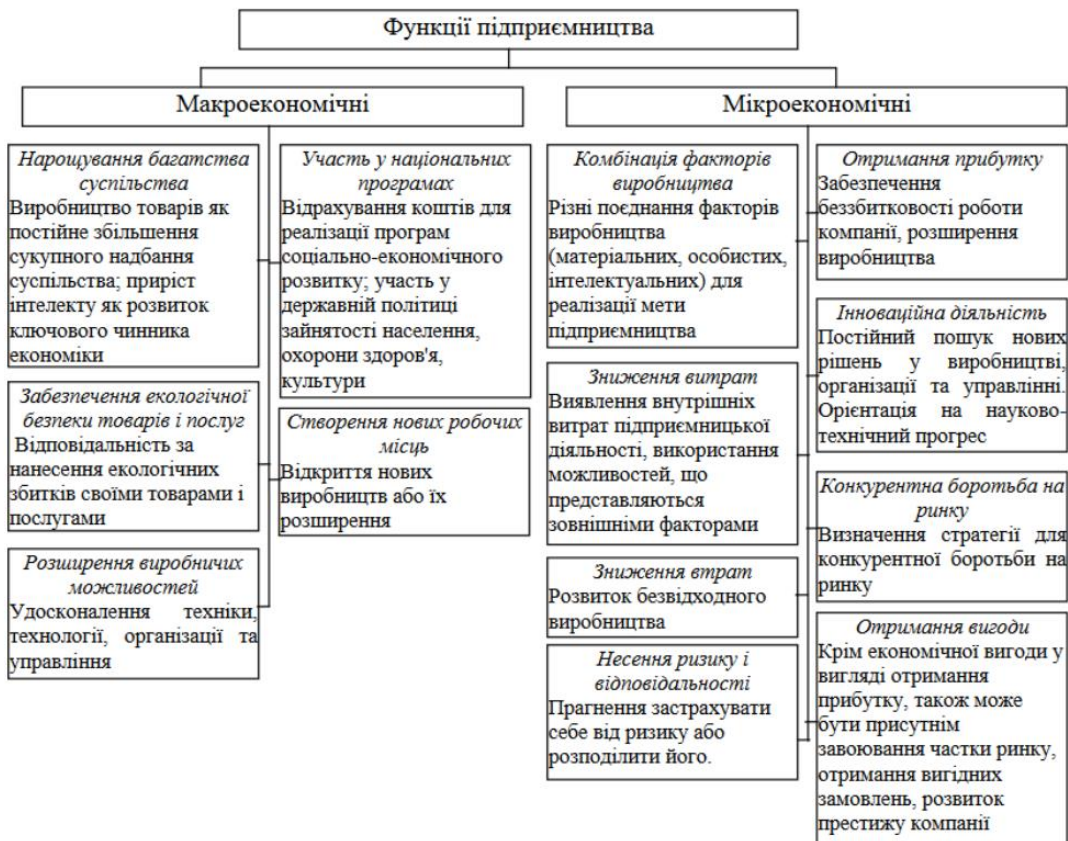 Функції підприємництва
Макроекономічні
Нарощування багатства
суспільства
Виробництво товарів як
постійне збільшення
сукупного надбання
суспільства; приріст
інтелекту як розвиток
ключового чинника
економіки
Забезпечення екологічної
безпеки товарів і послуг
Відповідальність за
нанесення екологічних
збитків своїми товарами і
послугами
Розширення виробничих
можливостей
Удосконалення техніки,
технології, організації та
управління
Участь у національних
програмах
Відрахування коштів для
реалізації програм
соціально-економічного
розвитку; участь у
державній політиці
зайнятості населення,
охорони здоров'я,
культури
Створення нових робочих
місць
Відкриття нових
виробництв або їх
розширення
Мікроекономічні
Комбінація факторів
виробництва
Різні поєднання факторів
виробництва
(матеріальних, особистих,
інтелектуальних) для
реалізації мети
підприємництва
Зниження витрат
Виявлення внутрішніх
витрат підприємницької
діяльності, використання
можливостей, що
представляються
зовнішніми факторами
Зниження втрат
Розвиток безвідходного
виробництва
Несення ризику і
відповідальності
Прагнення застрахувати
себе від ризику або
розподілити його.
Отримання прибутку
Забезпечення
беззбитковості роботи
компанії, розширення
виробництва
Інноваційна діяльність
Постійний пошук нових
рішень у виробництві,
організації та управлінні.
Орієнтація на науково-
технічний прогрес
Конкурентна боротьба на
ринку
Визначення стратегії для
конкурентної боротьби на
ринку
Отримання вигоди
Крім економічної вигоди у
вигляді отримання
прибутку, також може
бути присутнім
завоювання частки ринку,
отримання вигідних
замовлень, розвиток
престижу компанії